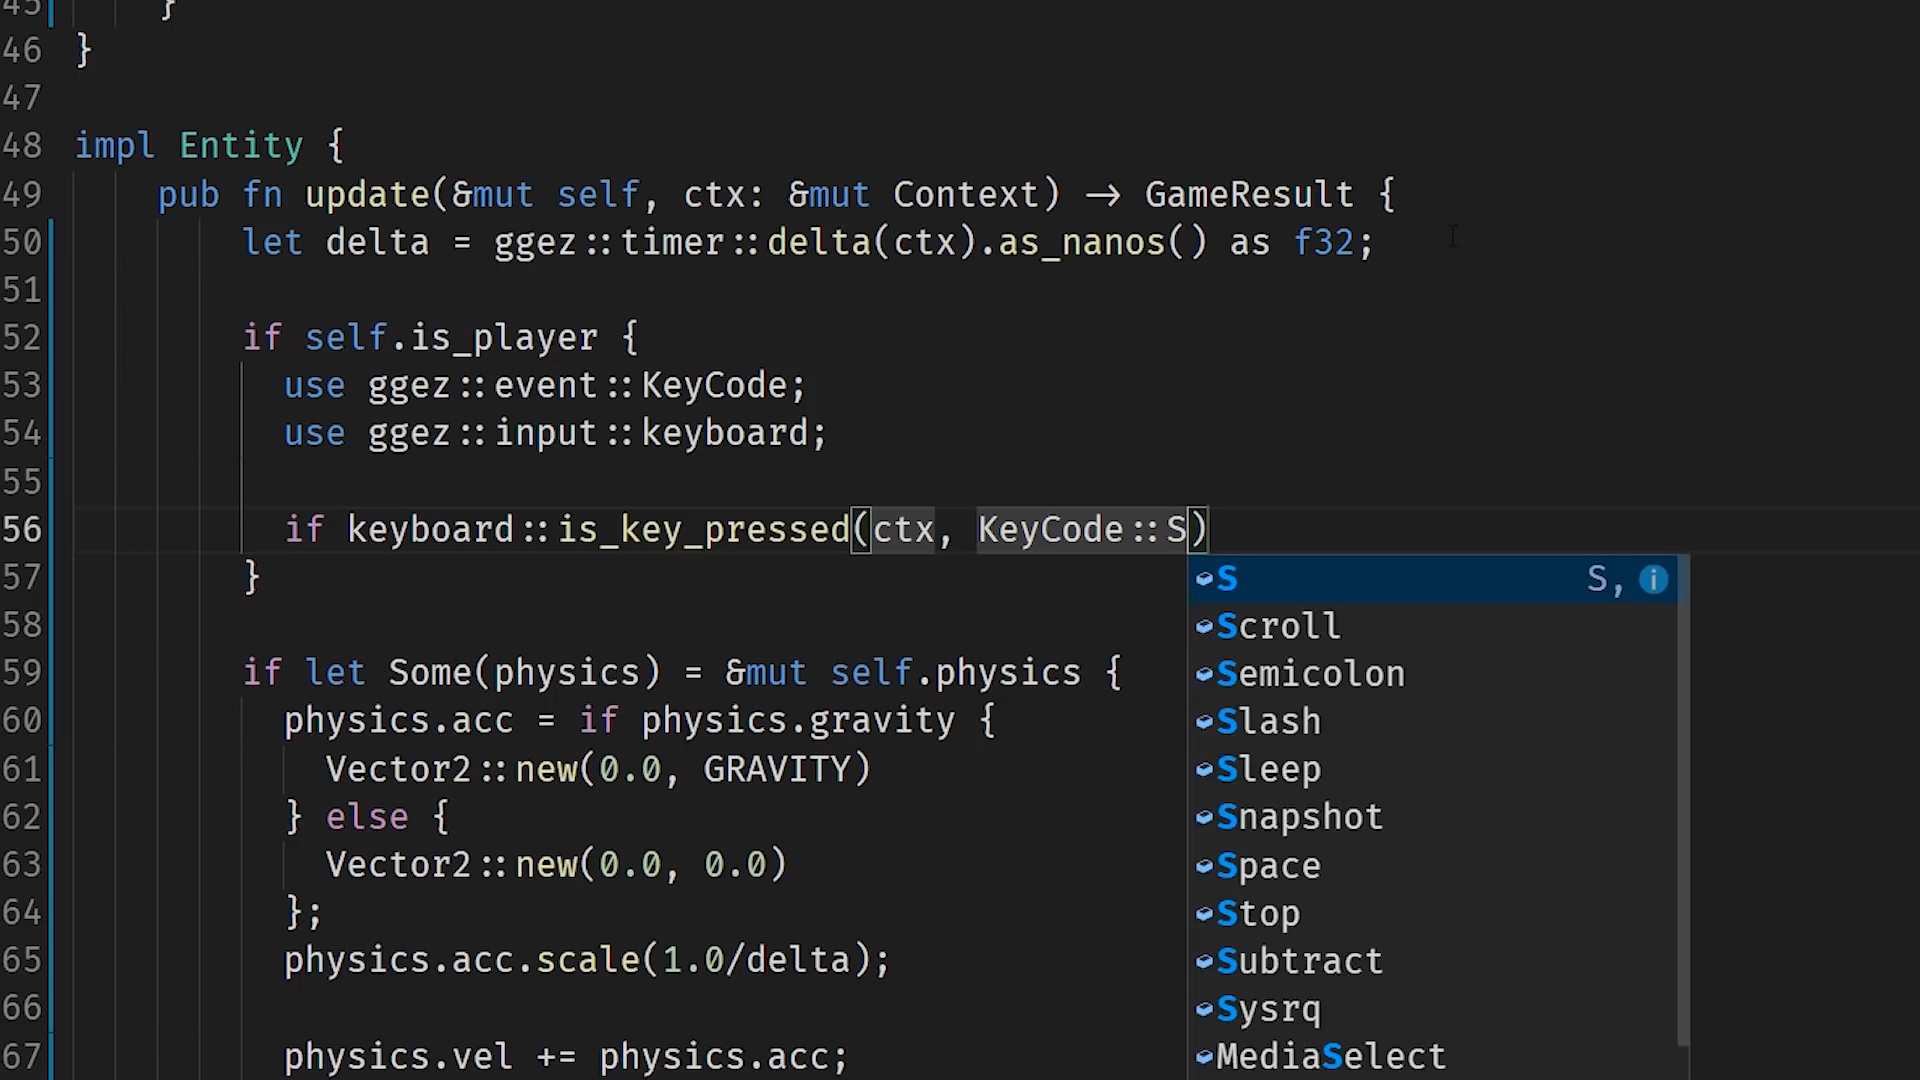 45 }
46 }
47
48 impl Entity {
49 pub fn update(&mut self, ctx: &mut Context) -> GameResult {
50 let delta = ggez::timer::delta(ctx).as_nanos() as f32;
51
52 if self.is_player {
53 use ggez::event::KeyCode;
54 use ggez::input::keyboard;
55
56 if keyboard::is_key_pressed(ctx, KeyCode::S)
57 }
S S,
Scroll
58
59 if let Some(physics) = &mut self.physics {
Semicolon
60 physics.acc = if physics.gravity {
Slash
61 Vector2::new(0.0, GRAVITY)
Sleep
62 } else {
Snapshot
63 Vector2::new(0.0, 0.0)
Space
64 };
Stop
65 physics.acc.scale(1.0/delta);
Subtract
66
Sysrq
67 physics.vel += physics.acc;
MediaSelect